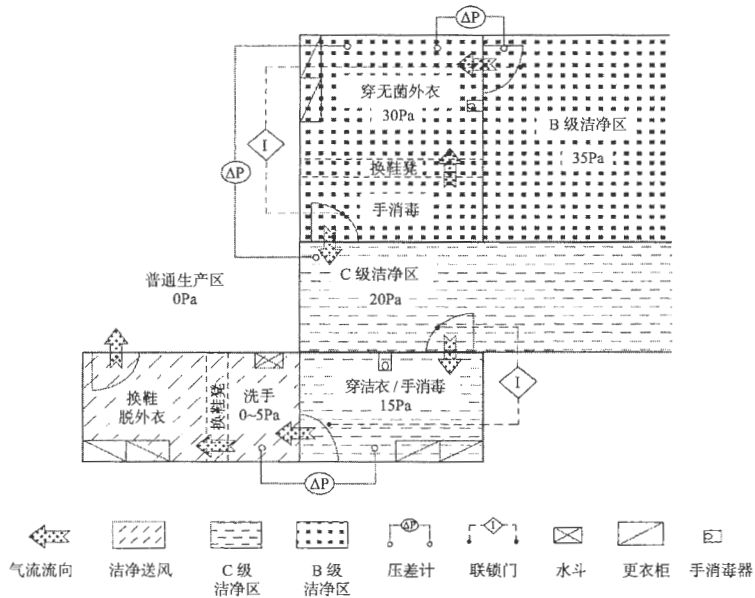 ΔP
穿无菌外衣
30Pa
B 级洁净区
35Pa
I
ΔP
换鞋凳
手消毒
C 级洁净区
20Pa
普通生产区
0Pa
换鞋
脱外衣
换鞋凳
洗手
0~5Pa
穿洁衣 / 手消毒
15Pa
I
ΔP
ΔP
I
气流流向
洁净送风
C 级
洁净区
B 级
洁净区
压差计
联锁门
水斗
更衣柜
手消毒器